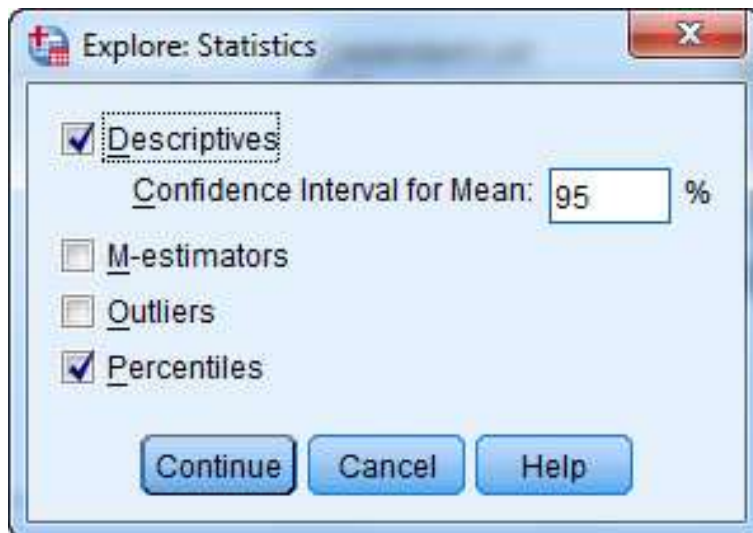 Explore: Statistics
Descriptives
Confidence Interval for Mean: 95 %
M-estimators
Outliers
Percentiles
Continue Cancel Help